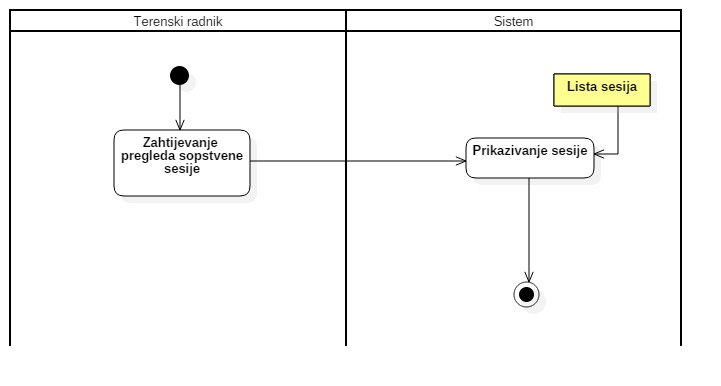 Terenski radnik
Sistem
Lista sesija
Zahtijevanje
pregleda sopstvene
sesije
Prikazivanje sesije